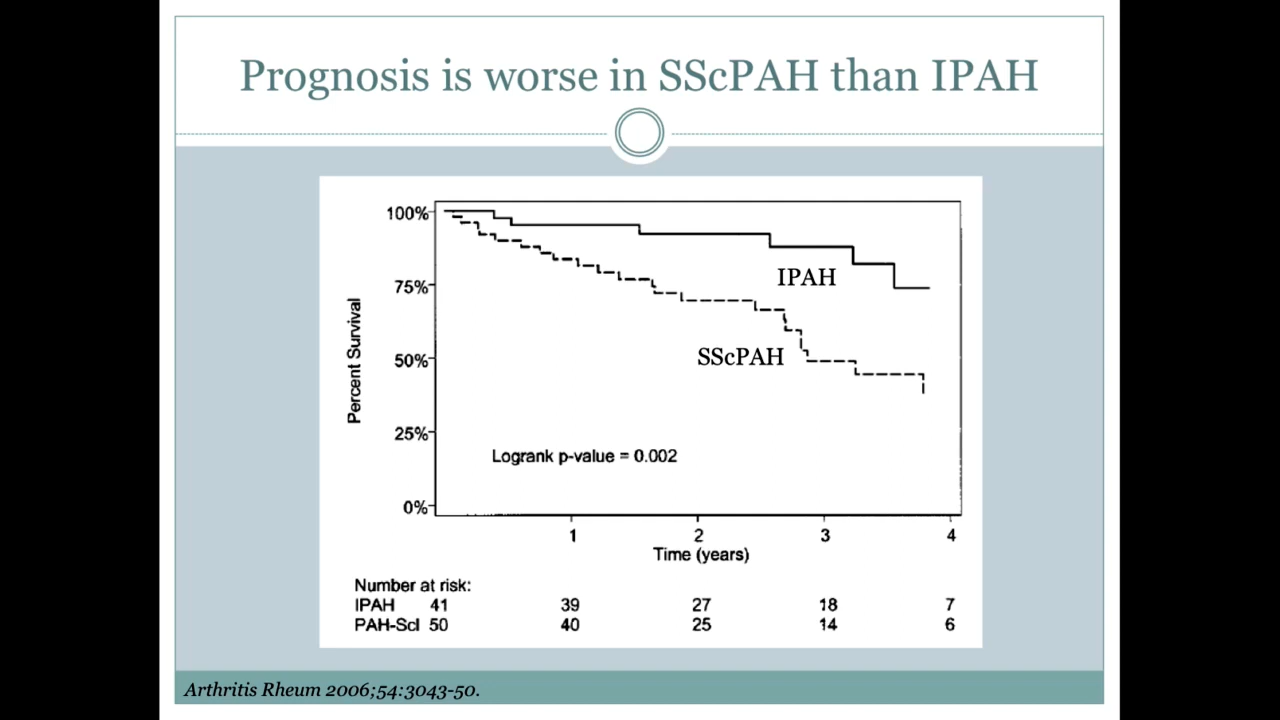 Prognosis is worse in SScPAH than IPAH
100%
75%
50%
25%
0%
Percent Survival
IPAH
SScPAH
Logrank p-value = 0.002
1 2 3 4
Time (years)
Number at risk:
IPAH 41 39 27 18 7
PAH-Scl 50 40 25 14 6
Arthritis Rheum 2006;54:3043-50.